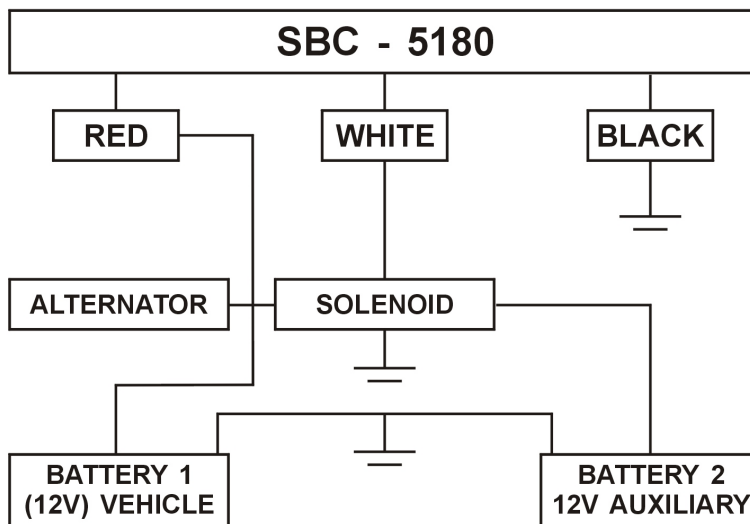 SBC - 5180
RED
WHITE
BLACK
ALTERNATOR
SOLENOID
BATTERY 1
(12V) VEHICLE
BATTERY 2
12V AUXILIARY